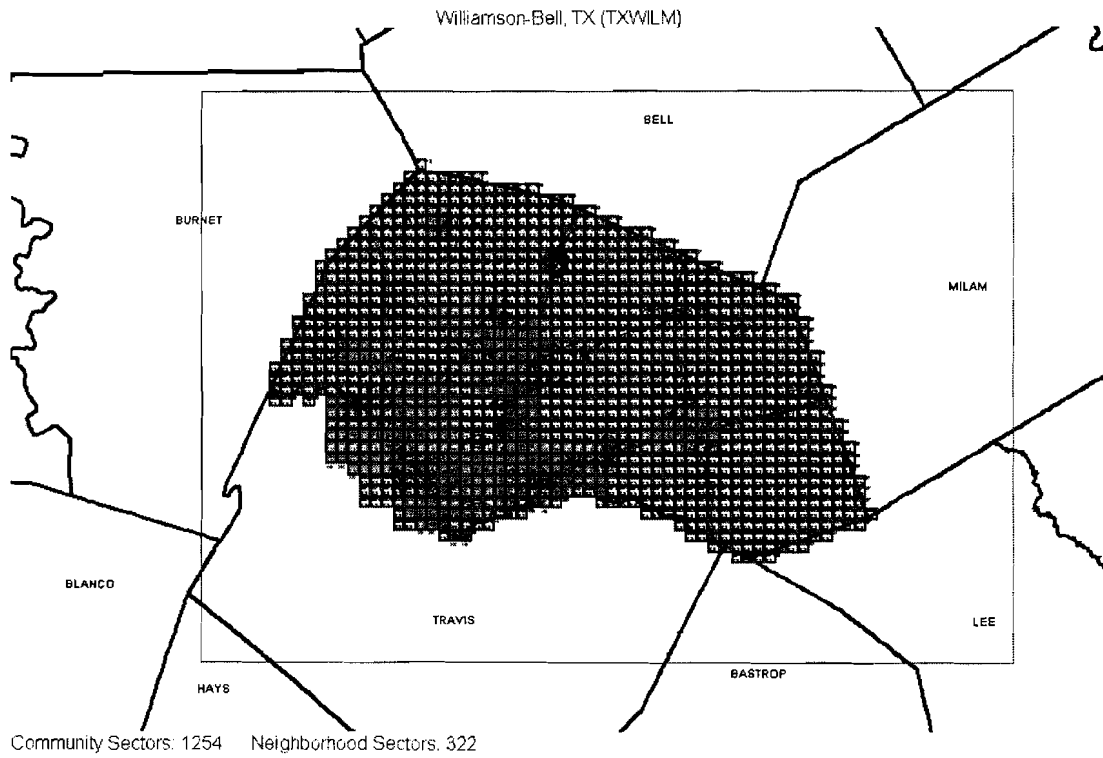 Williamson-Bell, TX (TXWILM)
BELL
BURNET
MILAM
BLANCO
TRAVIS
LEE
BASTROP
HAYS
Community Sectors: 1254 Neighborhood Sectors. 322